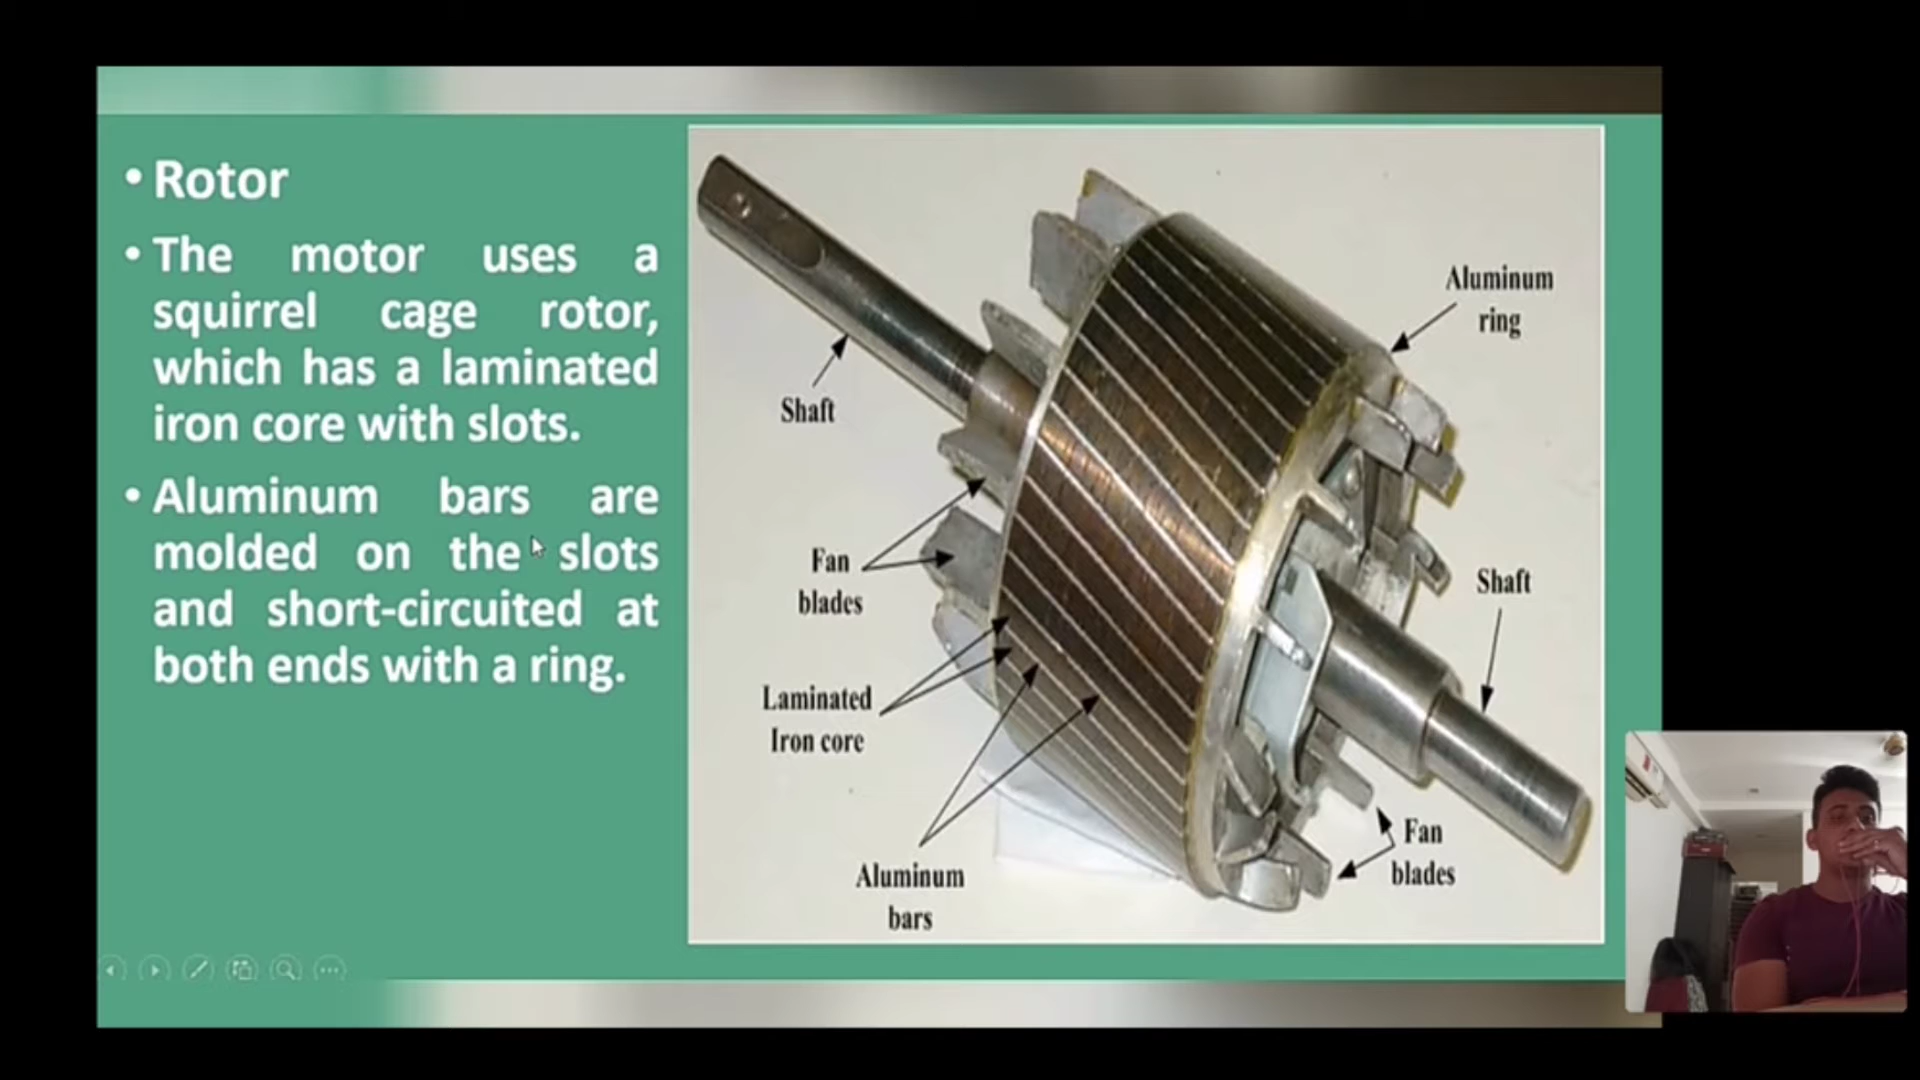 • Rotor
• The motor uses a
squirrel cage rotor,
which has a laminated
iron core with slots.
• Aluminum bars are
molded on the slots
and short-circuited at
both ends with a ring.
Aluminum
ring
Shaft
Fan
blades
Shaft
Laminated
Iron core
Fan
blades
Aluminum
bars